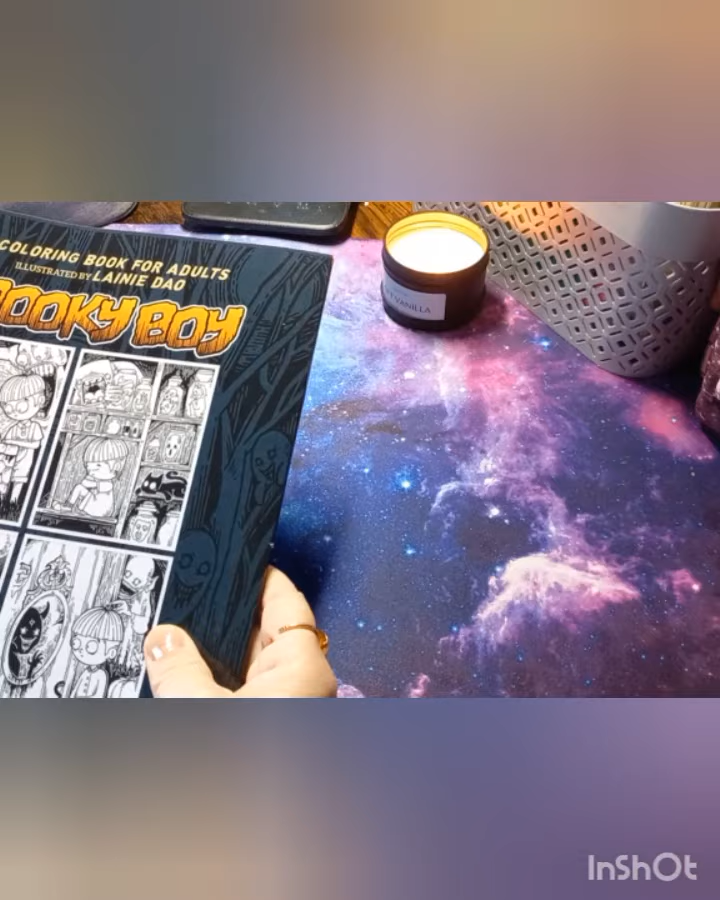 COLORING BOOK FOR ADULTS
ILLUSTRATED BY LAINIE DAO
OOKY BOY
VANILLA
InShOt